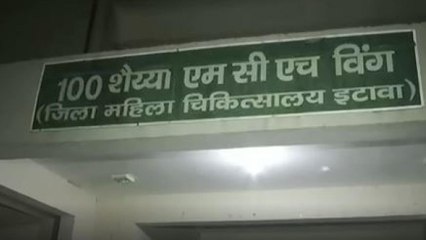 100 शैय्या एम सी एच विंग
(जिला महिला चिकित्सालय इटावा)